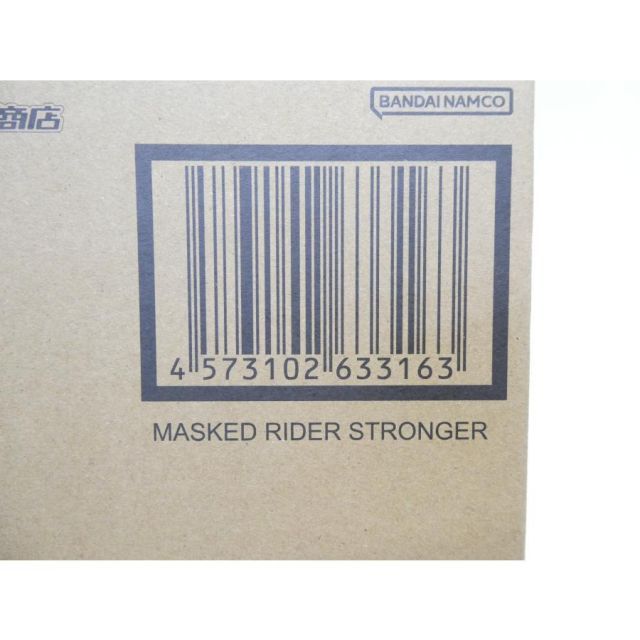 商店
BANDAI NAMCO
4 573102 633163
MASKED RIDER STRONGER